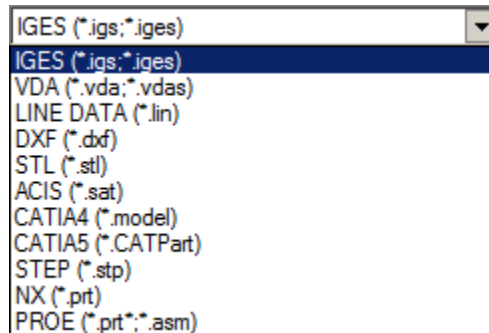 IGES (*.igs;*.iges)
IGES (*.igs;*.iges)
VDA (*.vda;*.vdas)
LINE DATA (*.lin)
DXF (*.dxf)
STL (*.stl)
ACIS (*.sat)
CATIA4 (*.model)
CATIA5 (*.CATPart)
STEP (*.stp)
NX (*.prt)
PROE (*.prt*;*.asm)